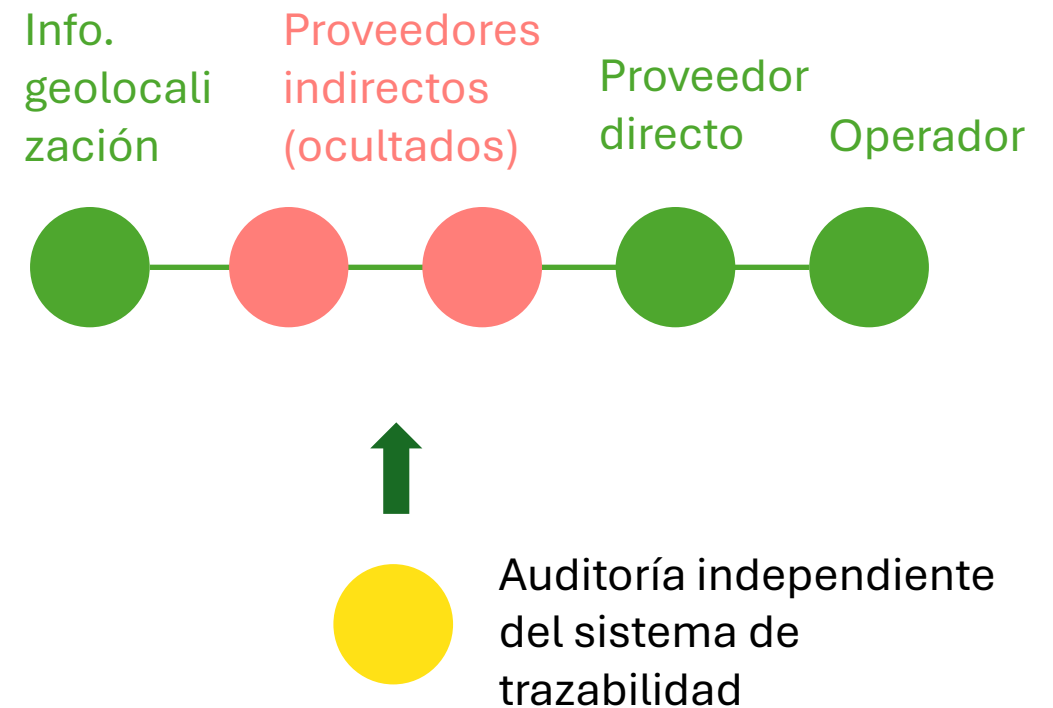 Info.
geolocali
zación
Proveedores
indirectos
(ocultados)
Proveedor
directo
Operador
Auditoría independiente
del sistema de
trazabilidad